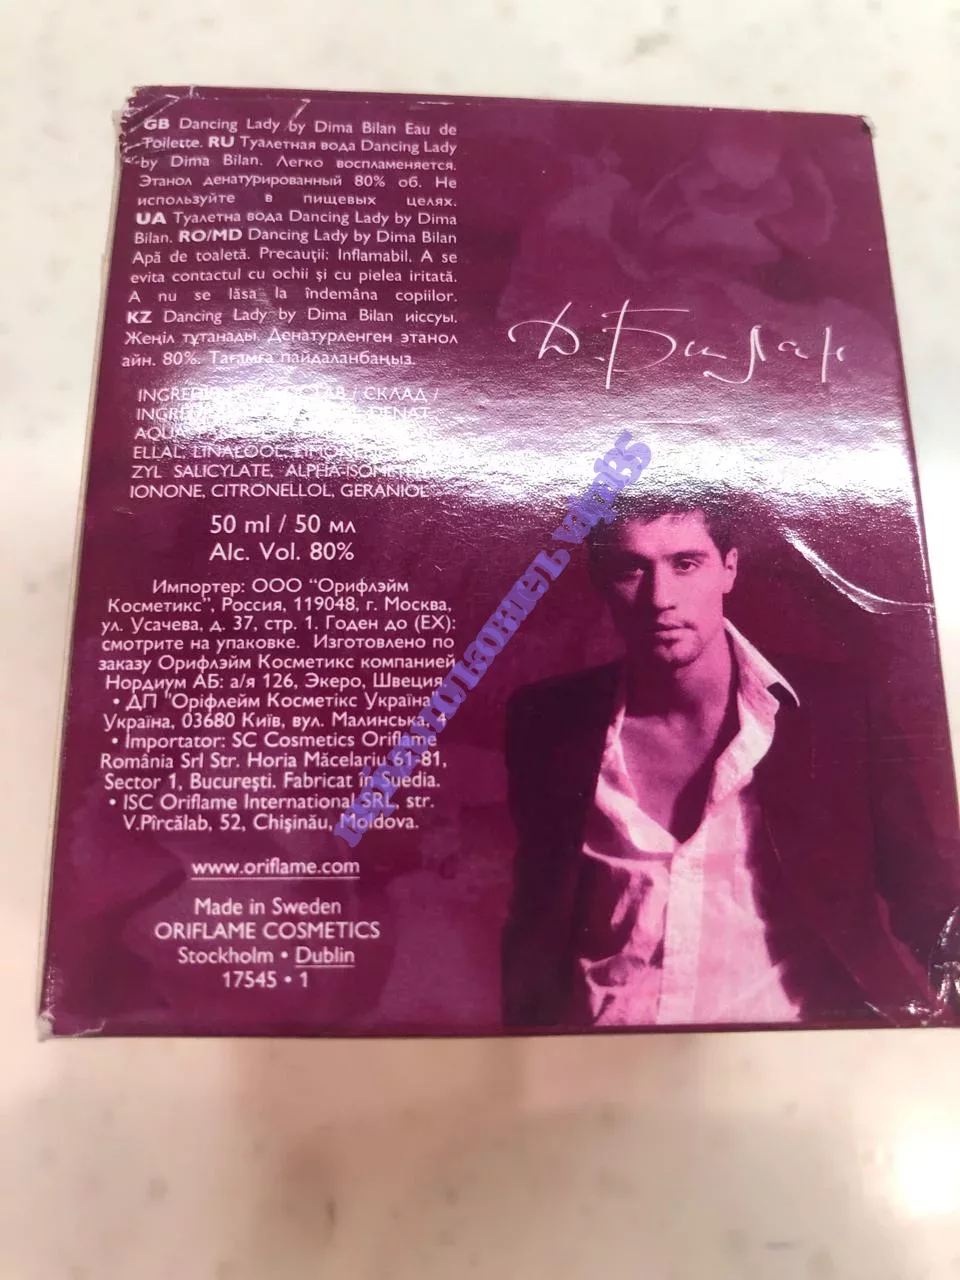 GB Dancing Lady by Dima Bilan Eau de
Toilette. RU Туалетная вода Dancing Lady
by Dima Bilan. Легко воспламеняется.
Этанол денатурированный 80% об. Не
используйте в пищевых целях.
UA Туалетна вода Dancing Lady by Dima
Bilan. RO/MD Dancing Lady by Dima Bilan
Apă de toaletă. Precauţii: Inflamabil. A se
evita contactul cu ochii şi cu pielea iritată.
A nu se lăsa la îndemâna copiilor.
KZ Dancing Lady by Dima Bilan иіссуы.
Жеңіл тұтанады. Денатурленген этанол
айн. 80%. Тағамға пайдаланбаңыз.
СКЛАД /
DENAT.,
AQUA
ELLAL, LINALOOL,
ZYL SALICYLATE, ALPHA-ISOMETHYL
IONONE, CITRONELLOL, GERANIOL
50 ml / 50 мл
Alc. Vol. 80%
Импортер: ООО "Орифлэйм
Косметикс", Россия, 119048, г. Москва,
ул. Усачева, д. 37, стр. 1. Годен до (EX):
смотрите на упаковке. Изготовлено по
заказу Орифлэйм Косметикс компанией
Нордиум АБ: а/я 126, Экеро, Швеция.
• ДП "Оріфлейм Косметікс Україна"
Україна, 03680 Київ, вул. Малинська, 4
• Importator: SC Cosmetics Oriflame
România Srl Str. Horia Măcelariu 61-81,
Sector 1, Bucureşti. Fabricat în Suedia.
• ISC Oriflame International SRL, str.
V.Pîrcălab, 52, Chişinău, Moldova.
www.oriflame.com
Made in Sweden
ORIFLAME COSMETICS
Stockholm • Dublin
17545 • 1
Д. Билан